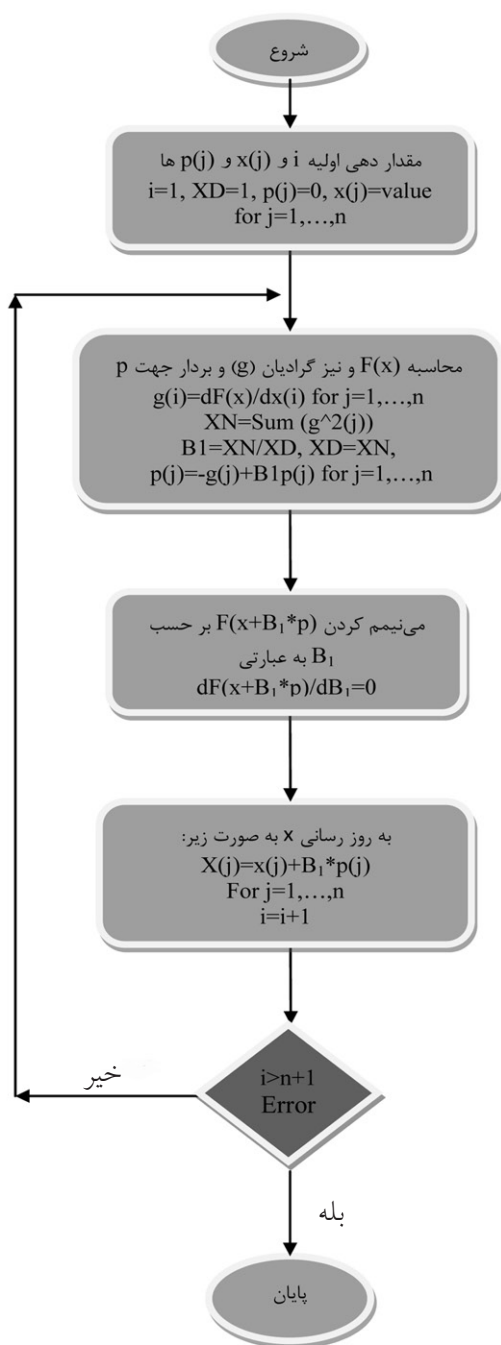 شروع
مقدار دهی اولیه i و x(j) و p(j) ها
i=1, XD=1, p(j)=0, x(j)=value
for j=1,…,n
محاسبه F(x) و نیز گرادیان (g) و بردار جهت p
g(i)=dF(x)/dx(i) for j=1,…,n
XN=Sum (g^2(j))
B1=XN/XD, XD=XN,
p(j)=-g(j)+B1p(j) for j=1,…,n
می‌نیمم کردن F(x+B₁*p) بر حسب
B₁ به عبارتی
dF(x+B₁*p)/dB₁=0
به روز رسانی x به صورت زیر:
X(j)=x(j)+B₁*p(j)
For j=1,…,n
i=i+1
i>n+1
Error
خیر
بله
پایان